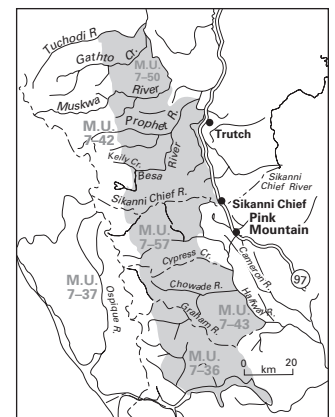 Tuchodi R.
Gathto Cr.
M.U.
7–50
Muskwa River
Prophet R.
M.U.
7–42
Trutch
Keily Cr.
Besa River
Sikanni
Chief River
Sikanni Chief R.
Sikanni Chief
Pink
Mountain
M.U.
7–57
Cypress Cr.
Cameron R.
97
M.U.
7–37
Ospique R.
Chowade R.
Halfway R.
M.U.
7–43
Graham R.
M.U.
7–36
0 20
km